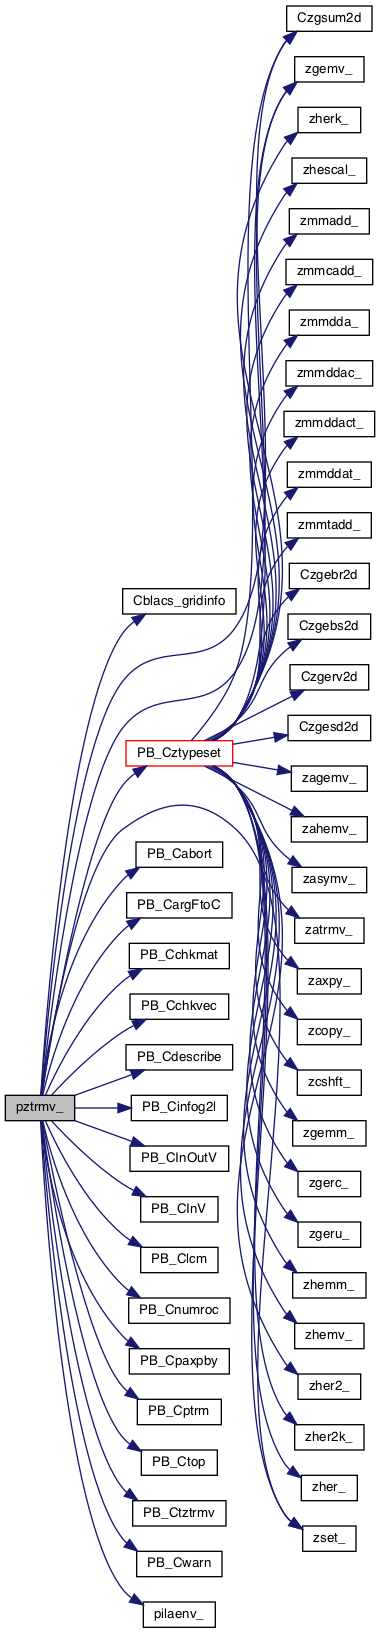 Czgsum2d
zgemv_
zherk_
zhescal_
zmmadd_
zmmcadd_
zmmdda_
zmmddac_
zmmddact_
zmmddat_
zmmtadd_
Czgebr2d
Cblacs_gridinfo
Czgebs2d
Czgerv2d
Czgesd2d
PB_Cztypeset
zagemv_
zahemv_
PB_Cabort
zasymv_
PB_CargFtoC
zatrmv_
PB_Cchkmat
zaxpy_
PB_Cchkvec
zcopy_
PB_Cdescribe
zcshft_
pztrmv_
PB_Cinfog2l
zgemm_
PB_CInOutV
zgerc_
PB_CInV
zgeru_
PB_Clcm
zhemm_
PB_Cnumroc
zhemv_
PB_Cpaxpby
zher2_
PB_Cptrm
zher2k_
PB_Ctop
zher_
PB_Ctztrmv
zset_
PB_Cwarn
pilaenv_